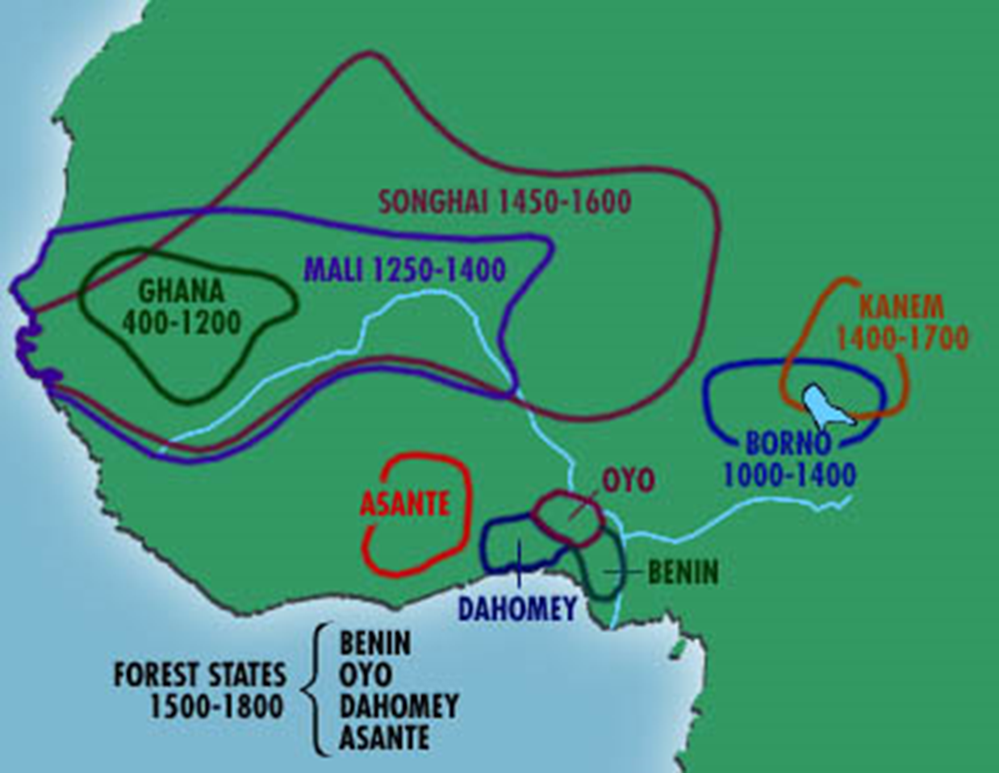 SONGHAI 1450-1600
MALI 1250-1400
GHANA
400-1200
KANEM
1400-1700
BORNO
1000-1400
OYO
ASANTE
BENIN
DAHOMEY
FOREST STATES
1500-1800
BENIN
OYO
DAHOMEY
ASANTE